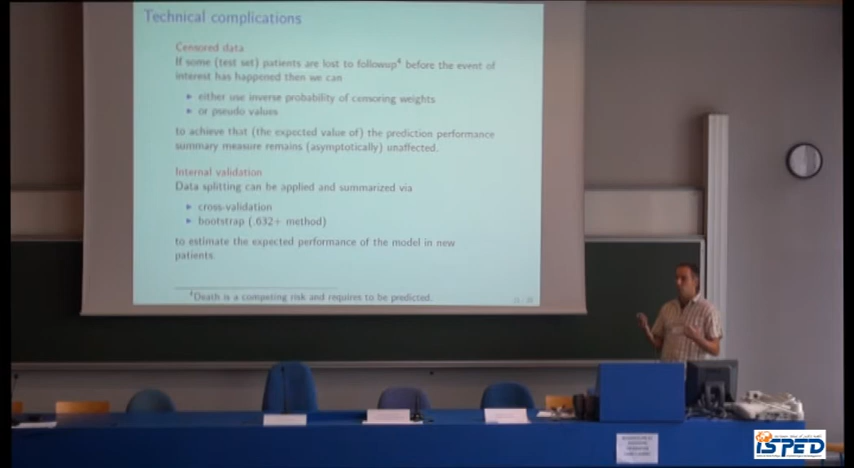 Technical complications
Censored data
If some (test set) patients are lost to followup⁴ before the event of
interest has happened then we can
▸ either use inverse probability of censoring weights
▸ or pseudo values
to achieve that (the expected value of) the prediction performance
summary measure remains (asymptotically) unaffected.
Internal validation
Data splitting can be applied and summarized via
▸ cross-validation
▸ bootstrap (.632+ method)
to estimate the expected performance of the model in new
patients.
⁴Death is a competing risk and requires to be predicted.
ISPED